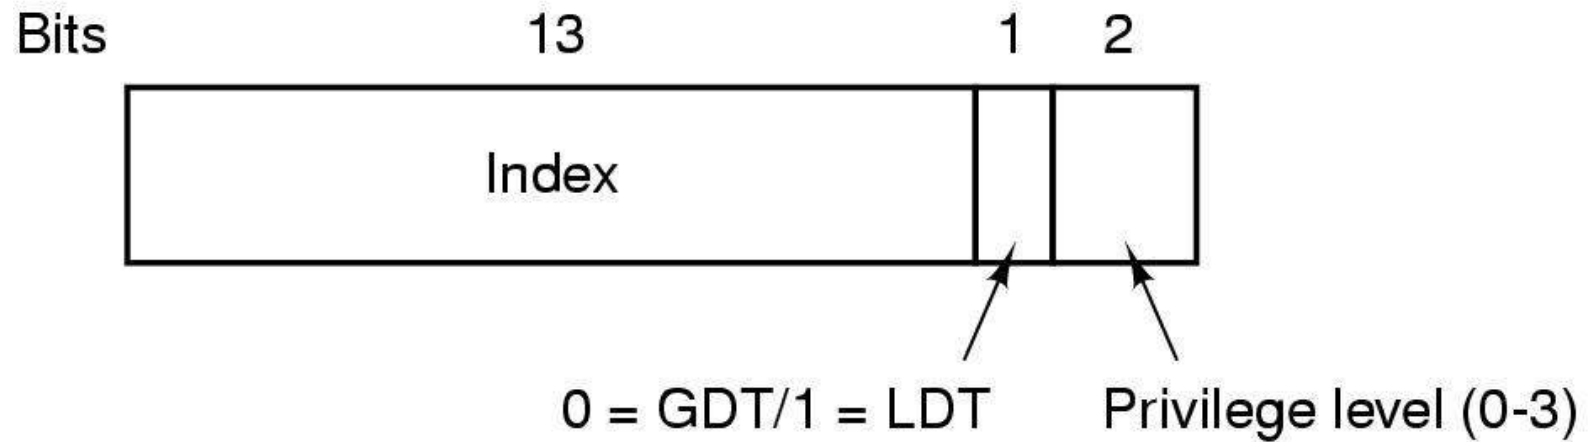 Bits 13 1 2
Index
0 = GDT/1 = LDT Privilege level (0-3)